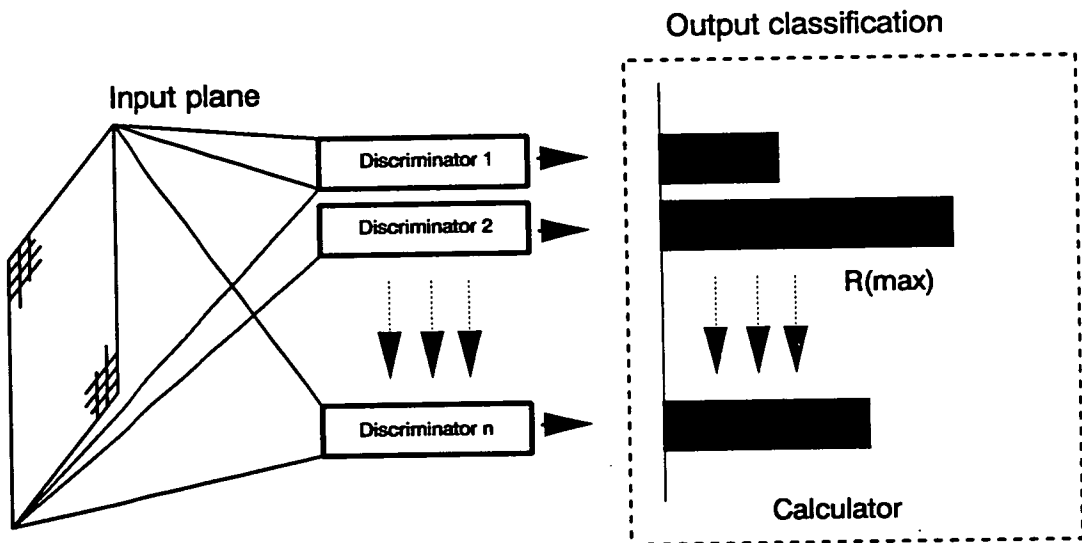 Output classification
Input plane
Discriminator 1
Discriminator 2
R(max)
Discriminator n
Calculator